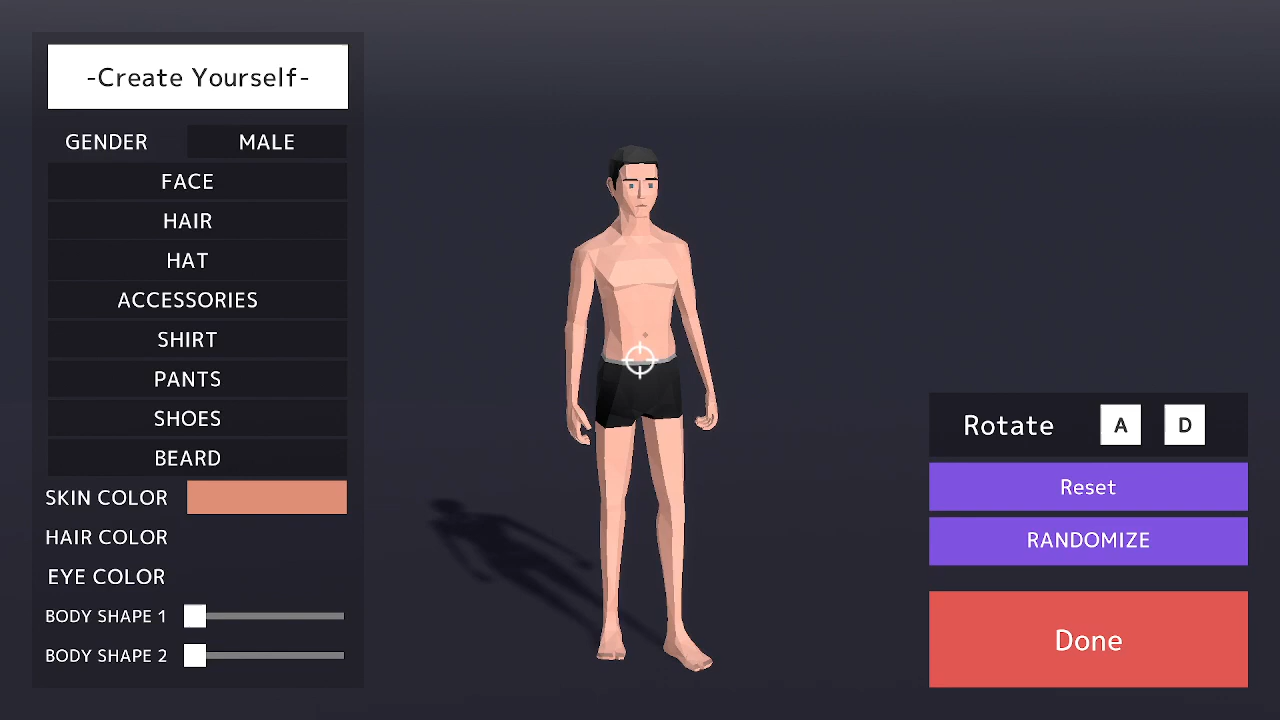 -Create Yourself-
GENDER MALE
FACE
HAIR
HAT
ACCESSORIES
SHIRT
PANTS
SHOES
BEARD
SKIN COLOR
HAIR COLOR
EYE COLOR
BODY SHAPE 1
BODY SHAPE 2
Rotate A D
Reset
RANDOMIZE
Done